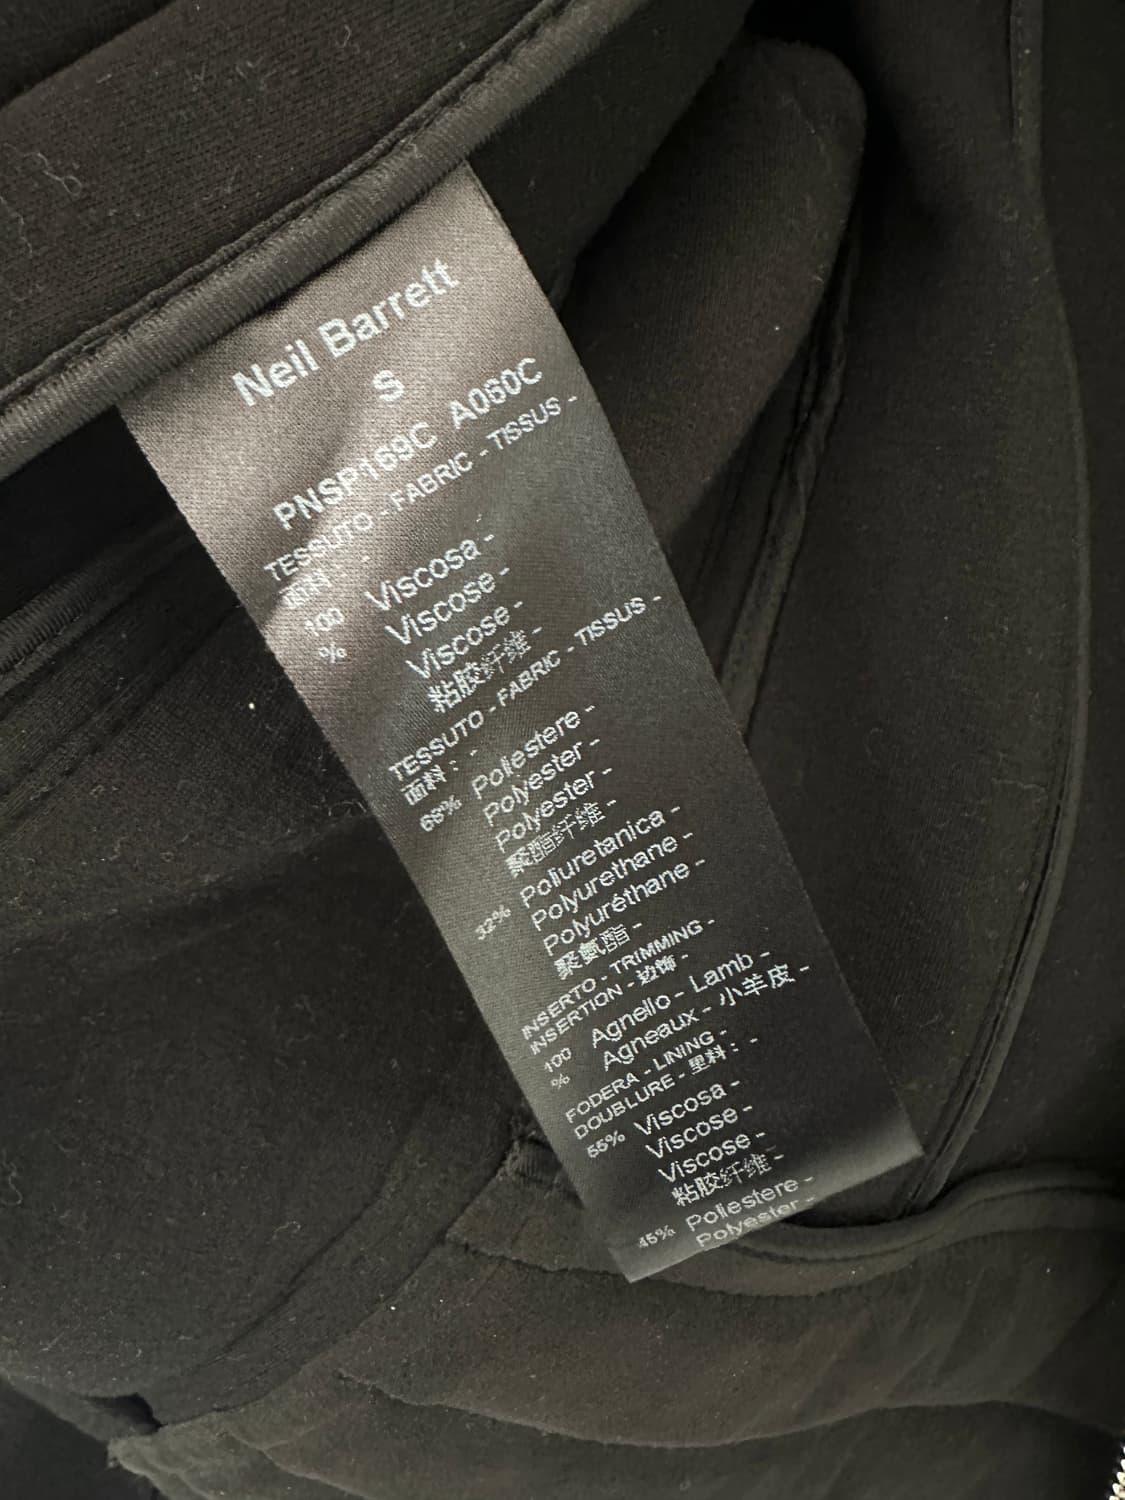 Neil Barrett
S
PNSP169C A060C
TESSUTO - FABRIC - TISSUS -
面料 : -
100 Viscosa -
% Viscose -
Viscose -
粘胶纤维 -
TESSUTO - FABRIC - TISSUS -
面料 : -
68% Poliestere -
Polyester -
Polyester -
聚酯纤维 -
32% Poliuretanica -
Polyurethane -
Polyuréthane -
聚氨酯 -
INSERTO - TRIMMING -
INSERTION - 边饰 -
100 Agnello - Lamb -
% Agneaux - 小羊皮 -
FODERA - LINING -
DOUBLURE - 里料 : -
55% Viscosa -
Viscose -
Viscose -
粘胶纤维 -
45% Poliestere -
Polyester -